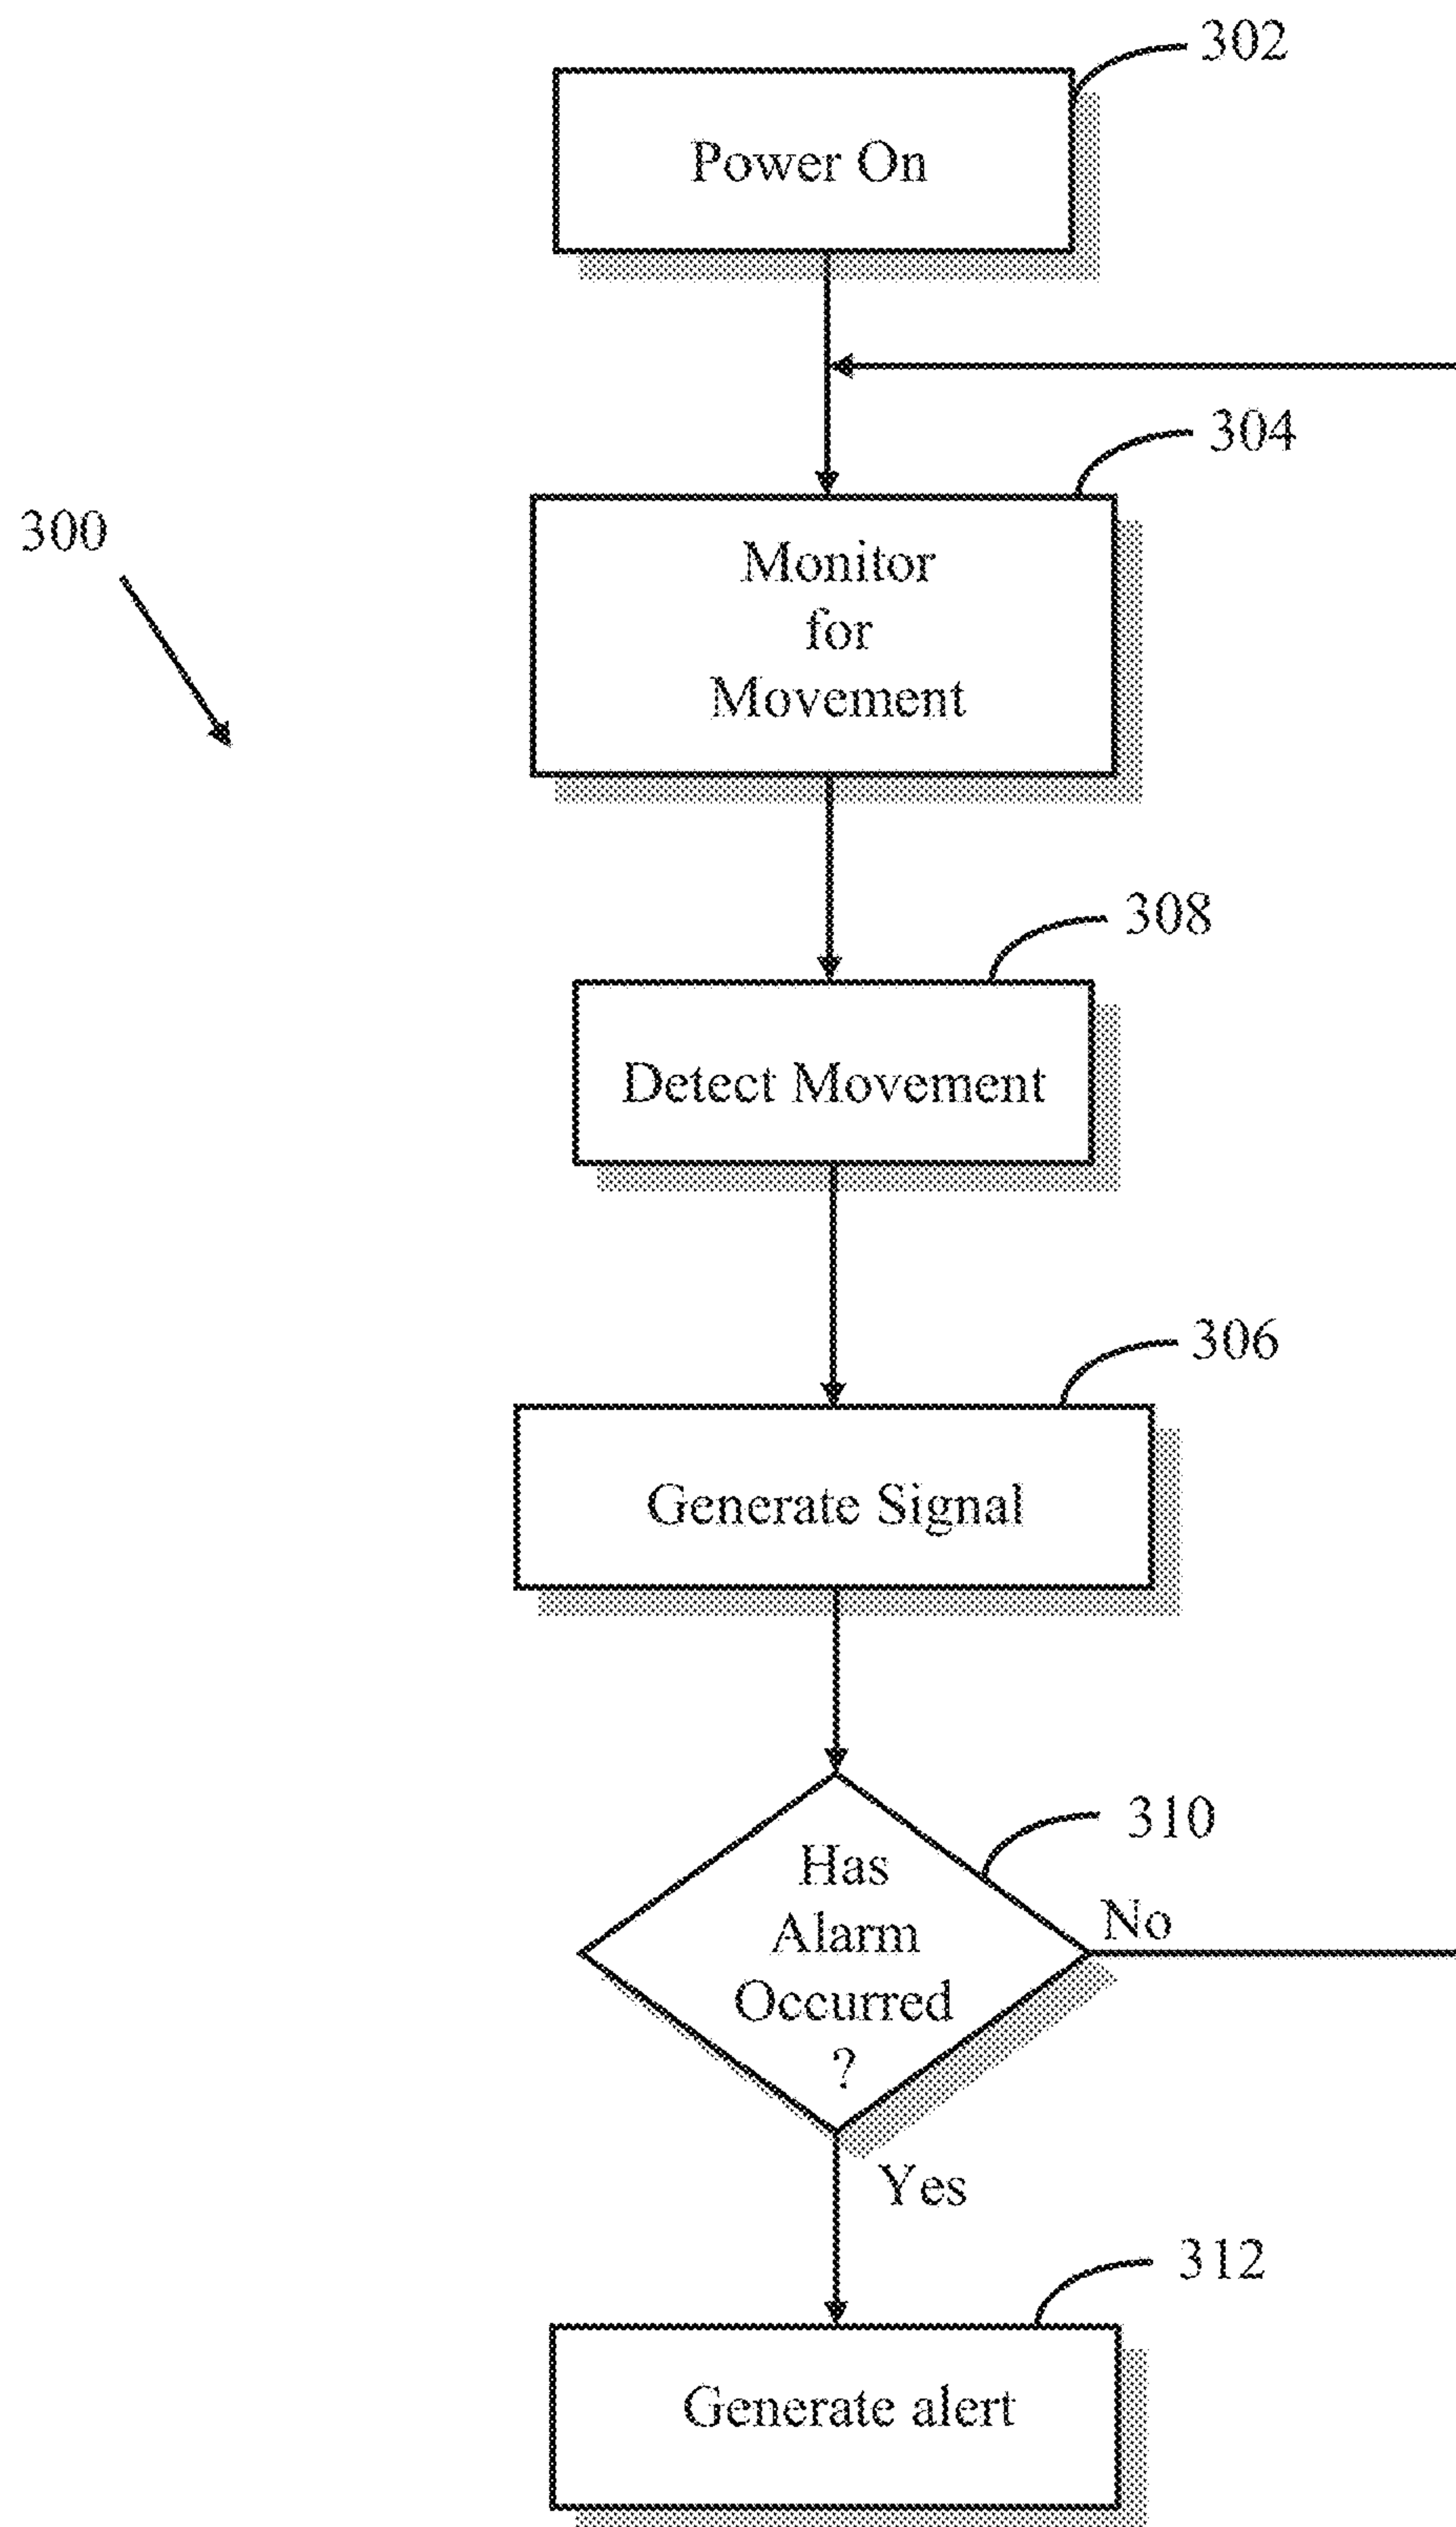 302
Power On
304
300
Monitor
for
Movement
308
Detect Movement
306
Generate Signal
310
Has
Alarm
Occurred
?
No
Yes
312
Generate alert